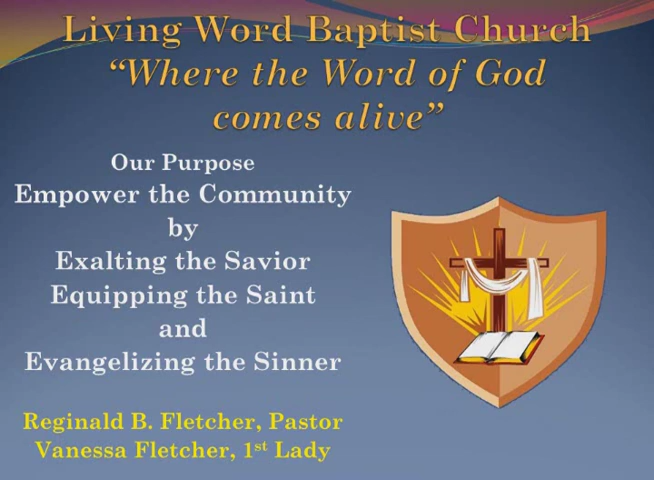 Living Word Baptist Church
“Where the Word of God
comes alive”
Our Purpose
Empower the Community
by
Exalting the Savior
Equipping the Saint
and
Evangelizing the Sinner
Reginald B. Fletcher, Pastor
Vanessa Fletcher, 1st Lady